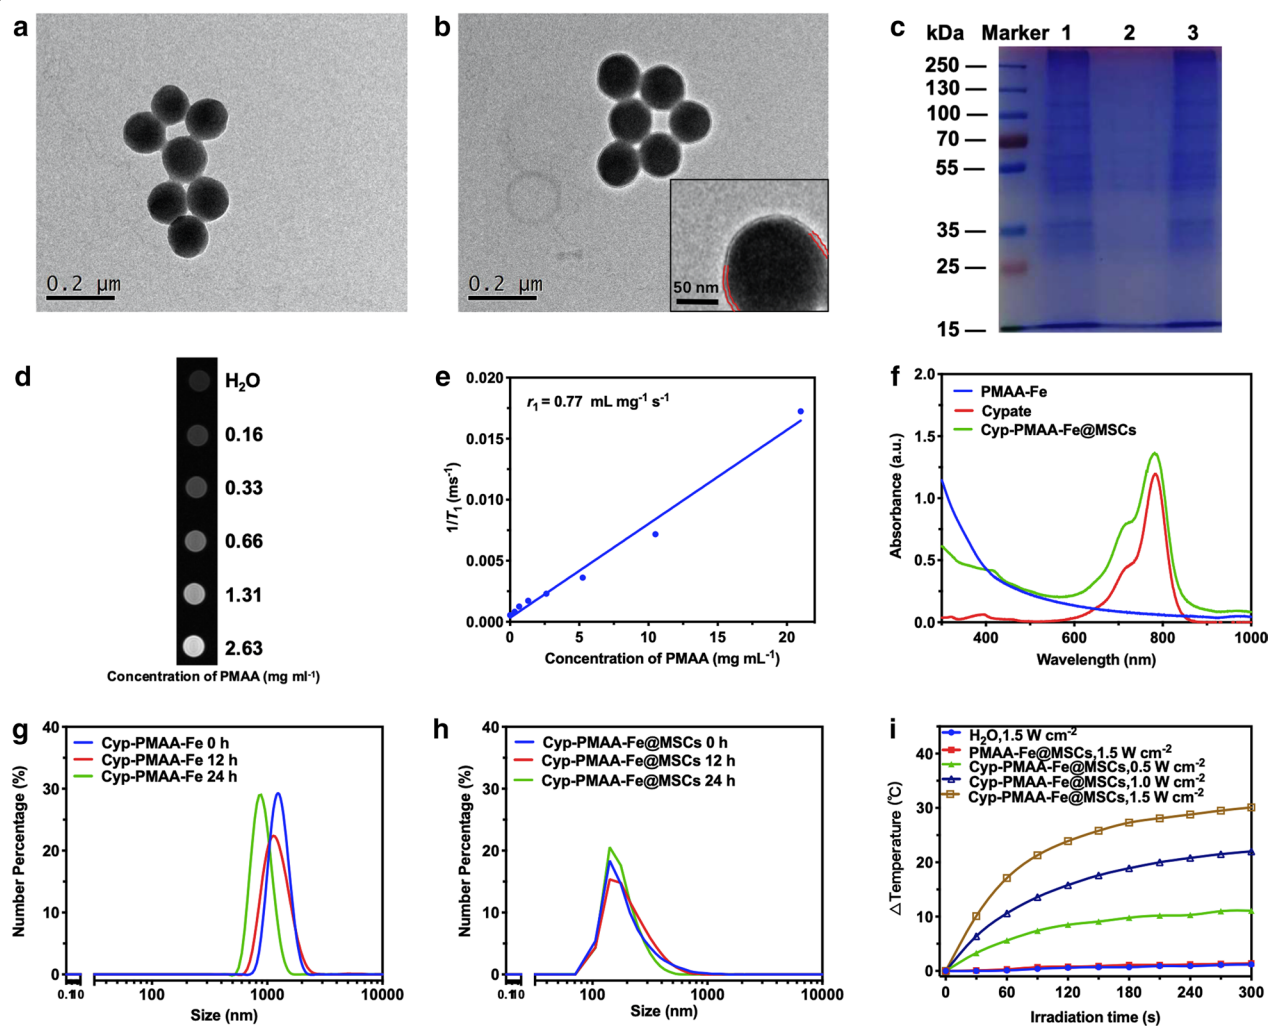 a
0.2 μm
b
0.2 μm
50 nm
c
kDa Marker 1 2 3
250
130
100
70
55
35
25
15
d
H2O
0.16
0.33
0.66
1.31
2.63
Concentration of PMAA (mg ml-1)
e
0.020
0.015
0.010
0.005
0.000
1/T1 (ms-1)
r1 = 0.77 mL mg-1 s-1
0 5 10 15 20
Concentration of PMAA (mg mL-1)
f
2.0
1.5
1.0
0.5
0.0
Absorbance (a.u.)
PMAA-Fe
Cypate
Cyp-PMAA-Fe@MSCs
400 600 800 1000
Wavelength (nm)
g
40
30
20
10
0
Number Percentage (%)
Cyp-PMAA-Fe 0 h
Cyp-PMAA-Fe 12 h
Cyp-PMAA-Fe 24 h
100 1000 10000
Size (nm)
h
40
30
20
10
0
Number Percentage (%)
Cyp-PMAA-Fe@MSCs 0 h
Cyp-PMAA-Fe@MSCs 12 h
Cyp-PMAA-Fe@MSCs 24 h
100 1000 10000
Size (nm)
i
40
30
20
10
0
△Temperature (℃)
H2O,1.5 W cm-2
PMAA-Fe@MSCs,1.5 W cm-2
Cyp-PMAA-Fe@MSCs,0.5 W cm-2
Cyp-PMAA-Fe@MSCs,1.0 W cm-2
Cyp-PMAA-Fe@MSCs,1.5 W cm-2
0 60 120 180 240 300
Irradiation time (s)